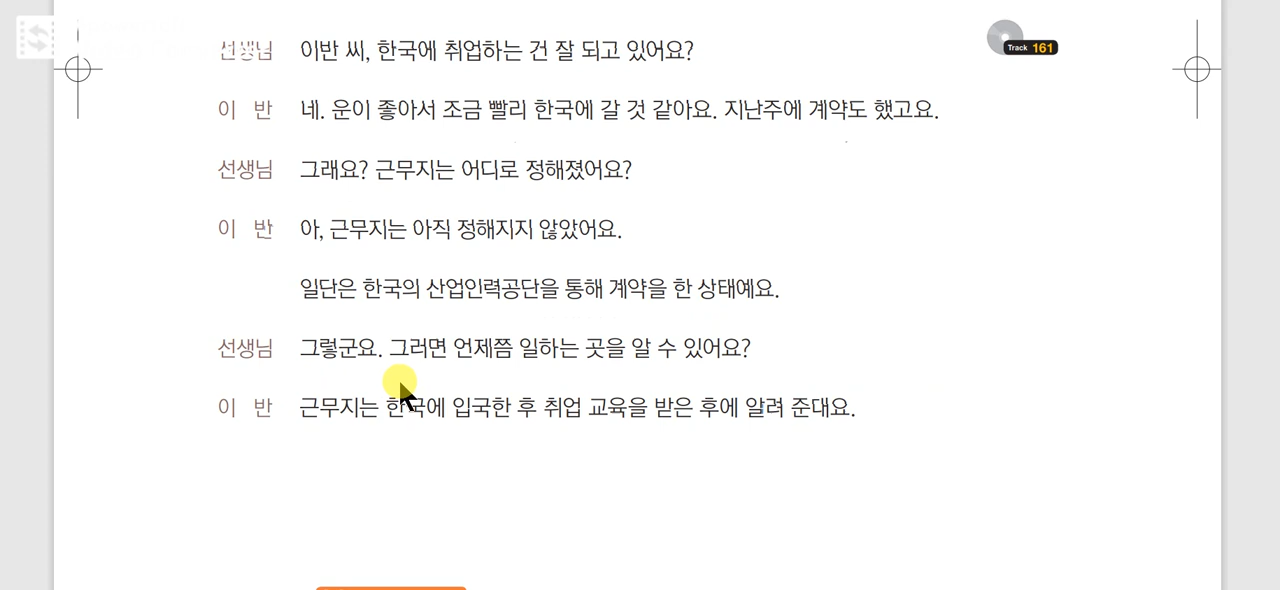 선생님 이반 씨, 한국에 취업하는 건 잘 되고 있어요?
Track 161
이 반 네. 운이 좋아서 조금 빨리 한국에 갈 것 같아요. 지난주에 계약도 했고요.
선생님 그래요? 근무지는 어디로 정해졌어요?
이 반 아, 근무지는 아직 정해지지 않았어요.
일단은 한국의 산업인력공단을 통해 계약을 한 상태예요.
선생님 그렇군요. 그러면 언제쯤 일하는 곳을 알 수 있어요?
이 반 근무지는 한국에 입국한 후 취업 교육을 받은 후에 알려 준대요.